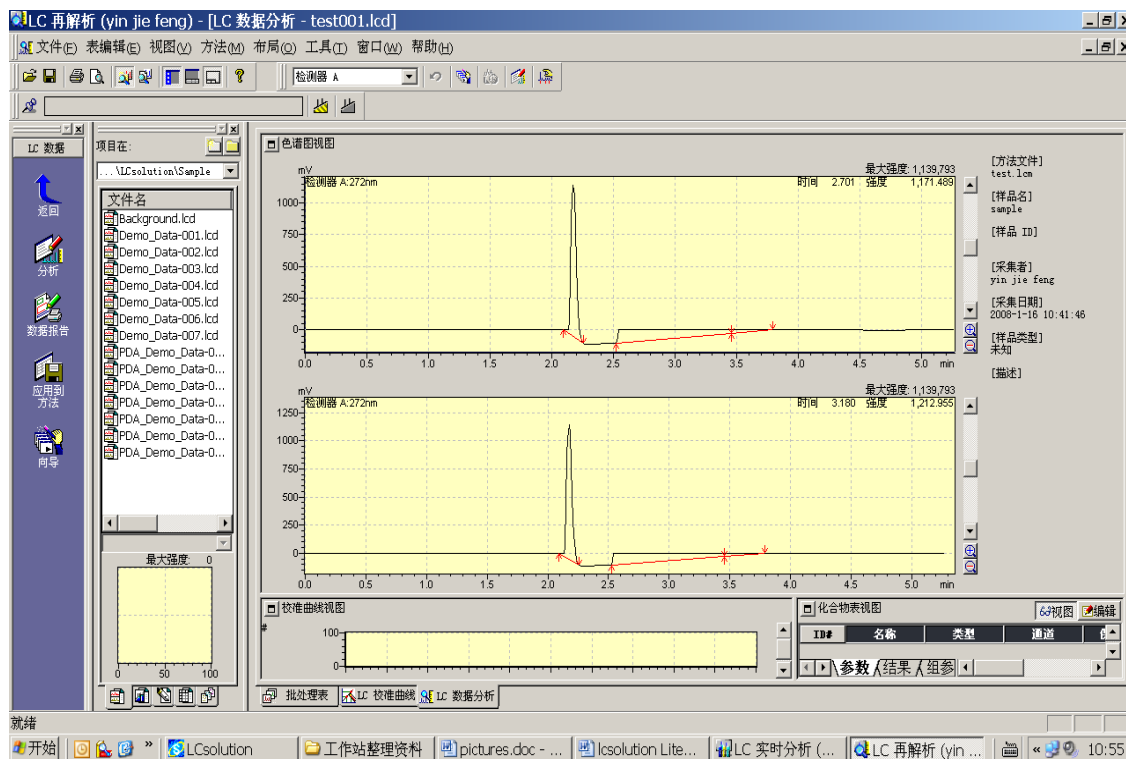 LC 再解析 (yin jie feng) - [LC 数据分析 - test001.lcd]
文件(F) 表编辑(E) 视图(V) 方法(M) 布局(O) 工具(T) 窗口(W) 帮助(H)
检测器 A
LC 数据
返回
分析
数据报告
应用到
方法
向导
项目在:
...\LCsolution\Sample
文件名
Background.lcd
Demo_Data-001.lcd
Demo_Data-002.lcd
Demo_Data-003.lcd
Demo_Data-004.lcd
Demo_Data-005.lcd
Demo_Data-006.lcd
Demo_Data-007.lcd
PDA_Demo_Data-0...
PDA_Demo_Data-0...
PDA_Demo_Data-0...
PDA_Demo_Data-0...
PDA_Demo_Data-0...
PDA_Demo_Data-0...
PDA_Demo_Data-0...
最大强度: 0
0 50 100
色谱图视图
mV 最大强度: 1,139,793
检测器 A:272nm 时间 2.701 强度 1,171.489
1000
750
500
250
0
0.0 0.5 1.0 1.5 2.0 2.5 3.0 3.5 4.0 4.5 5.0 min
mV 最大强度: 1,139,793
检测器 A:272nm 时间 3.180 强度 1,212.955
1250
1000
750
500
250
0
0.0 0.5 1.0 1.5 2.0 2.5 3.0 3.5 4.0 4.5 5.0 min
[方法文件]
test.lcm
[样品名]
sample
[样品 ID]
[采集者]
yin jie feng
[采集日期]
2008-1-16 10:41:46
[样品类型]
未知
[描述]
校准曲线视图
#
100
0
化合物表视图 视图 编辑
ID# 名称 类型 通道
参数 结果 组参
批处理表 LC 校准曲线 LC 数据分析
就绪
开始 » LCsolution 工作站整理资料 pictures.doc - ... lcsolution Lite... LC 实时分析 (... LC 再解析 (yin ... « 10:55